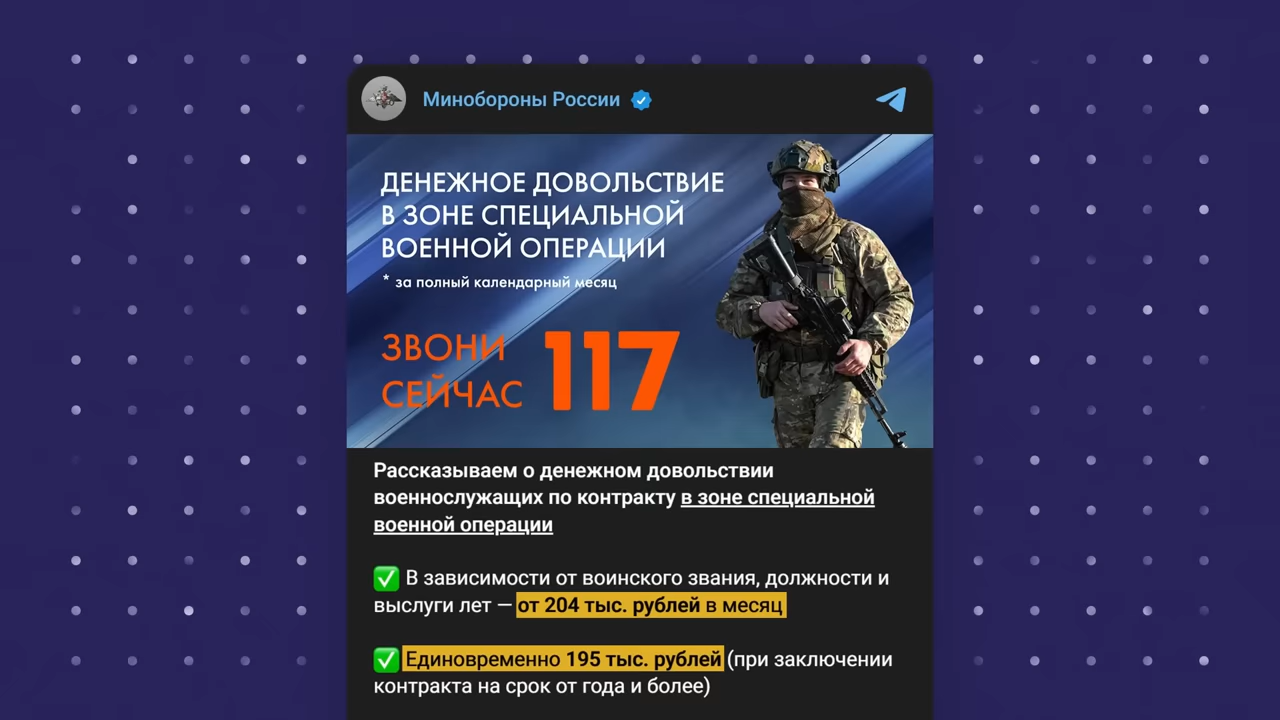 Минобороны России
ДЕНЕЖНОЕ ДОВОЛЬСТВИЕ
В ЗОНЕ СПЕЦИАЛЬНОЙ
ВОЕННОЙ ОПЕРАЦИИ
* за полный календарный месяц
ЗВОНИ
СЕЙЧАС
117
Рассказываем о денежном довольствии
военнослужащих по контракту в зоне специальной
военной операции
✅ В зависимости от воинского звания, должности и
выслуги лет — от 204 тыс. рублей в месяц
✅ Единовременно 195 тыс. рублей (при заключении
контракта на срок от года и более)